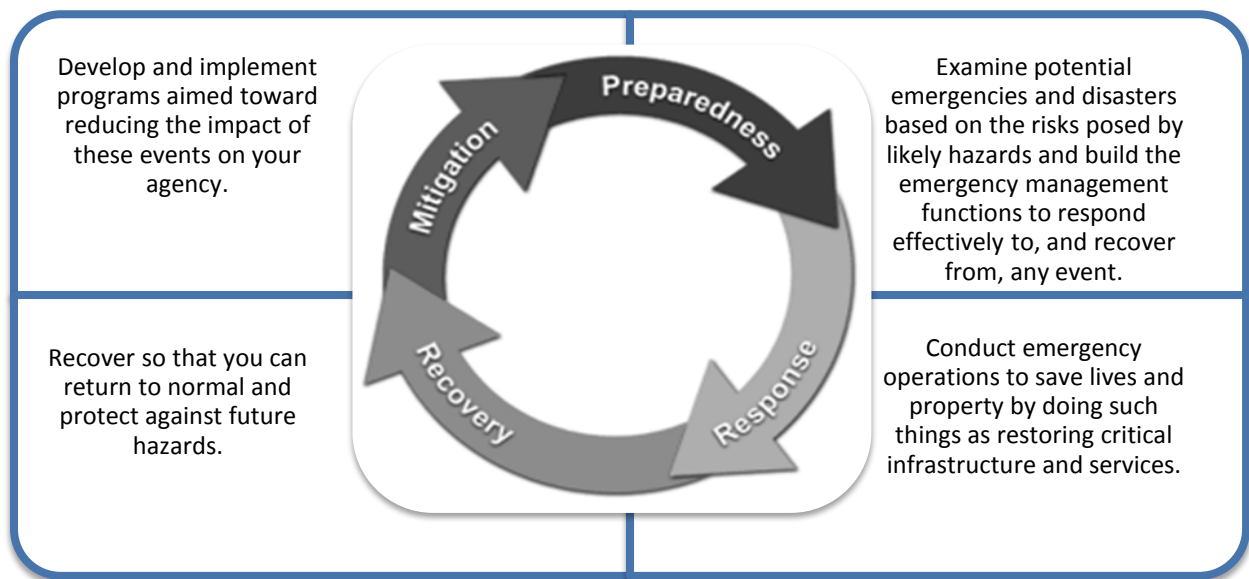 Develop and implement
programs aimed toward
reducing the impact of
these events on your
agency.
Preparedness
Mitigation
Examine potential
emergencies and disasters
based on the risks posed by
likely hazards and build the
emergency management
functions to respond
effectively to, and recover
from, any event.
Recover so that you can
return to normal and
protect against future
hazards.
Recovery
Response
Conduct emergency
operations to save lives and
property by doing such
things as restoring critical
infrastructure and services.